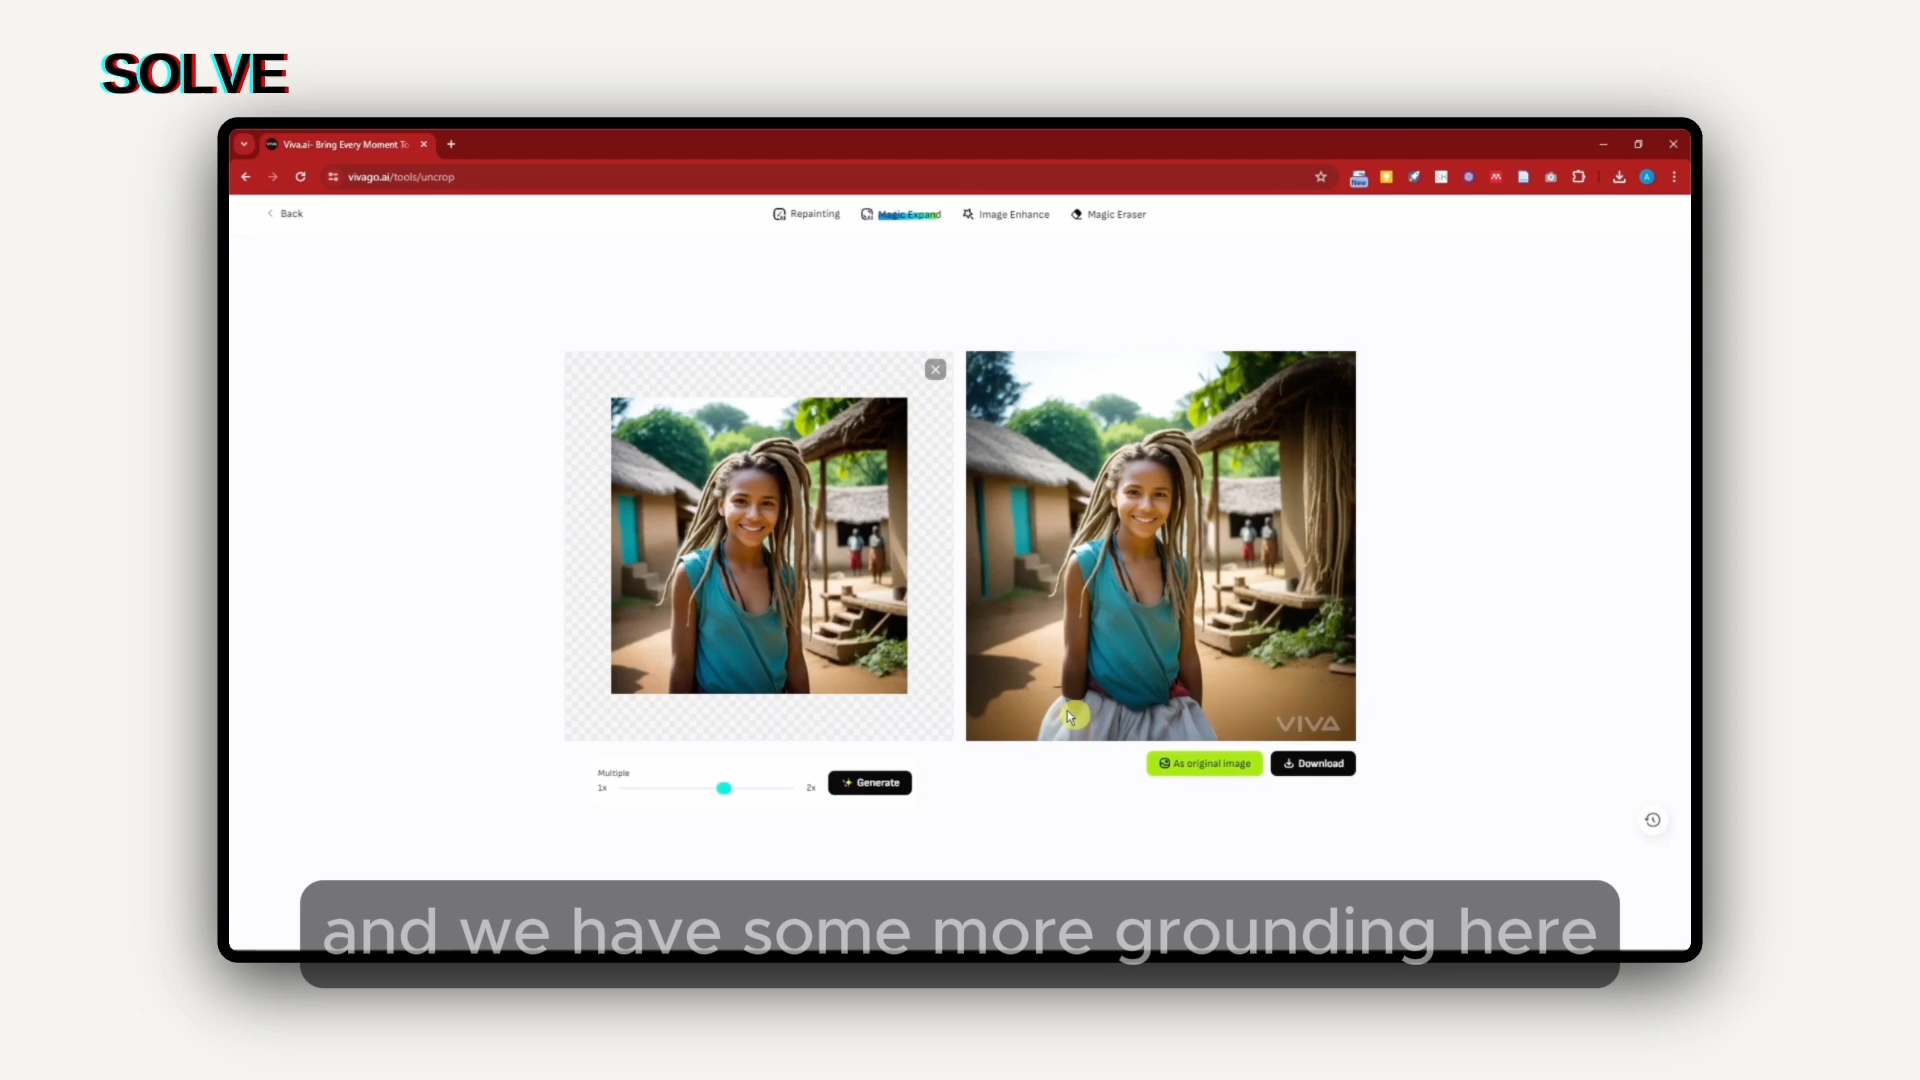 SOLVE
Viva.ai- Bring Every Moment To
vivago.ai/tools/uncrop
New
A
Back
Repainting
Magic Expand
Image Enhance
Magic Eraser
VIVA
As original image
Download
Multiple
1x
2x
Generate
and we have some more grounding here